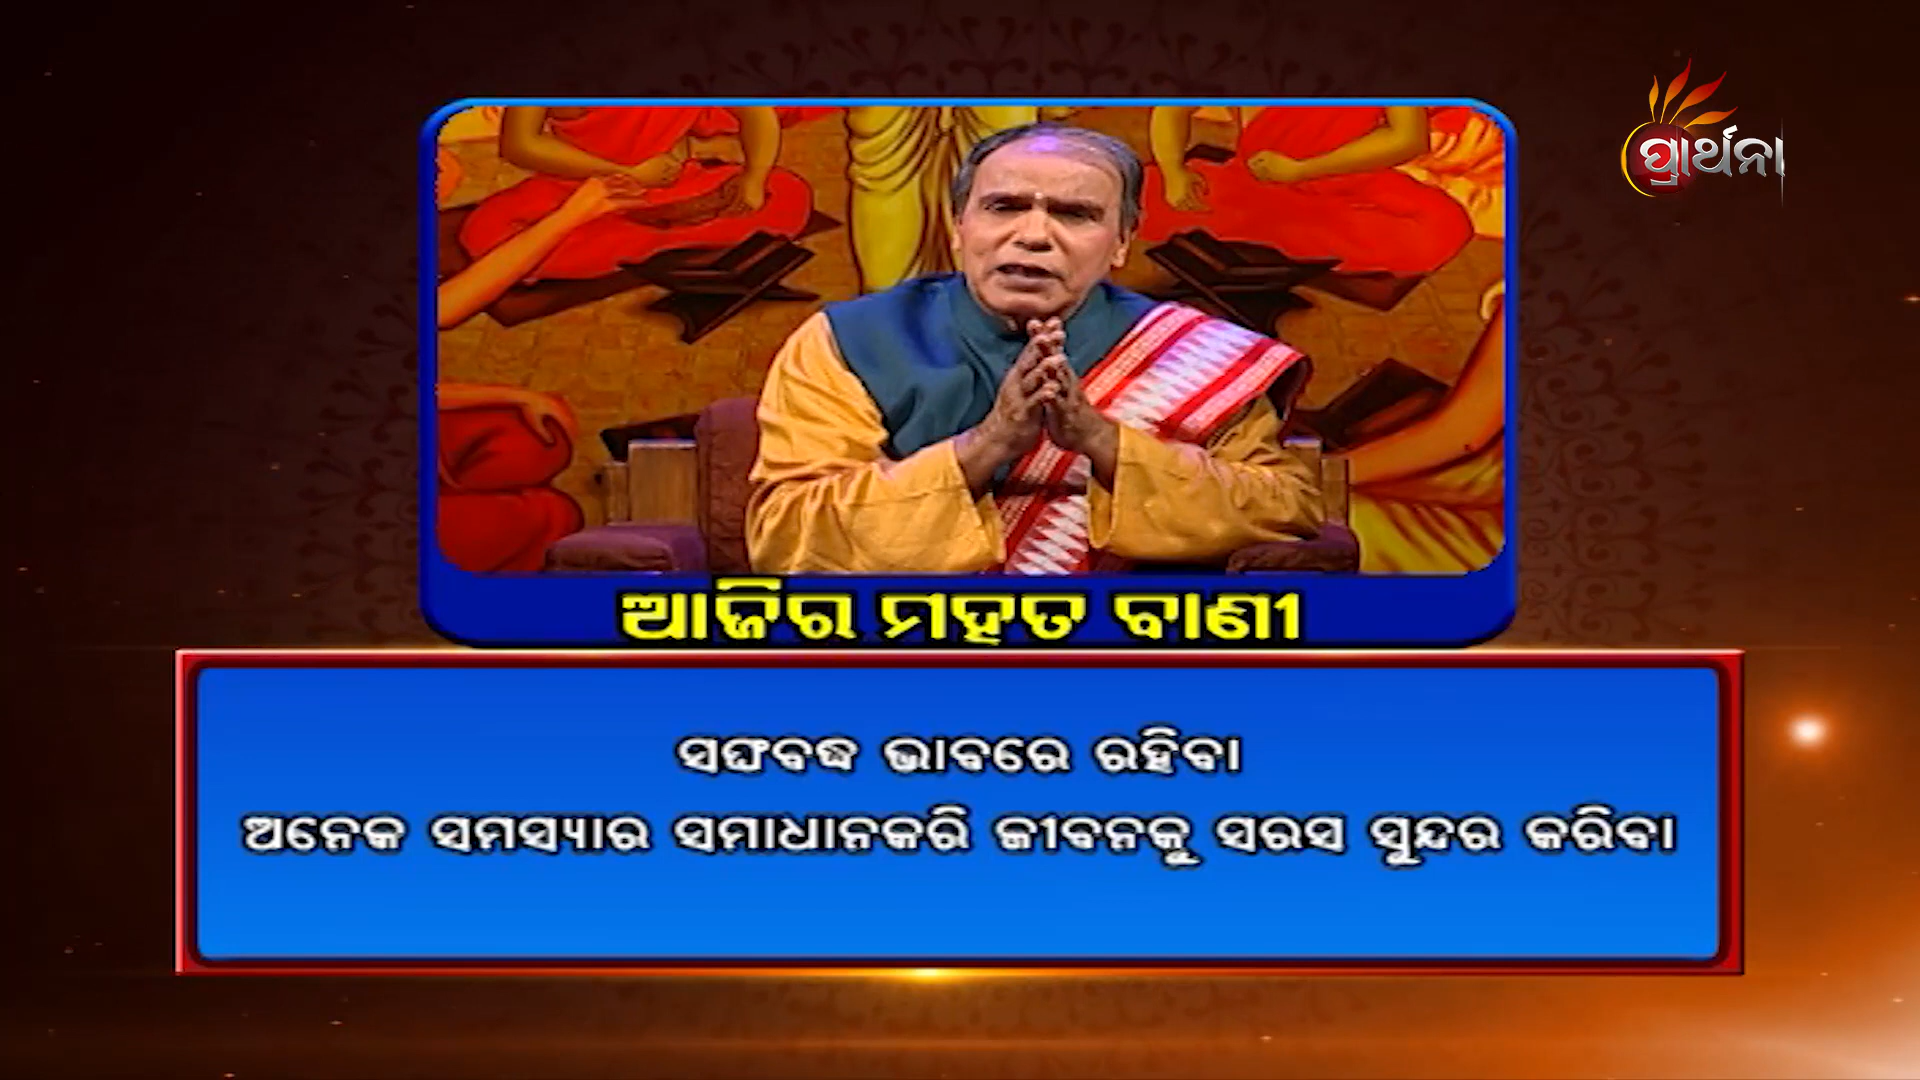 ପ୍ରାର୍ଥନା
ଆଜିର ମହତ ବାଣୀ
ସଙ୍ଘବଦ୍ଧ ଭାବରେ ରହିବା
ଅନେକ ସମସ୍ୟାର ସମାଧାନକରି ଜୀବନକୁ ସରସ ସୁନ୍ଦର କରିବା